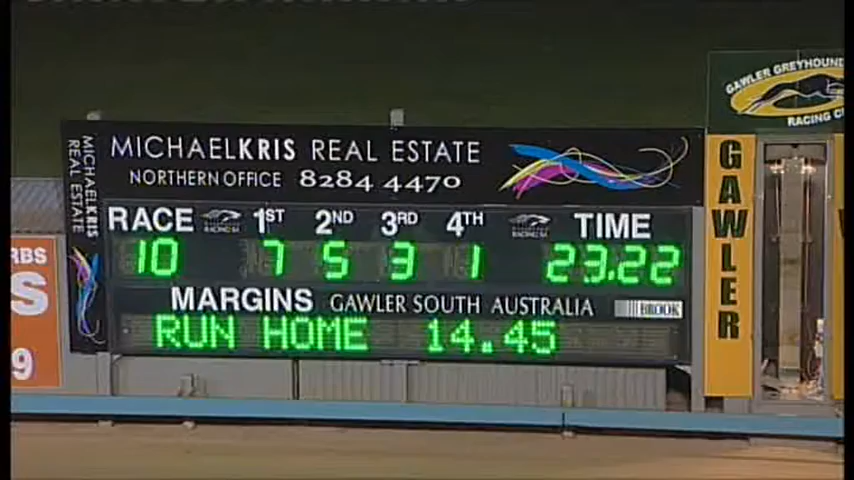 MICHAELKRIS REAL ESTATE
NORTHERN OFFICE 8284 4470
MICHAELKRIS
REAL ESTATE
RACE 1ST 2ND 3RD 4TH TIME
10 7 5 3 1 23.22
MARGINS GAWLER SOUTH AUSTRALIA BROOK
RUN HOME 14.45
GAWLER GREYHOUND
RACING
GAWLER
RBS
S
9